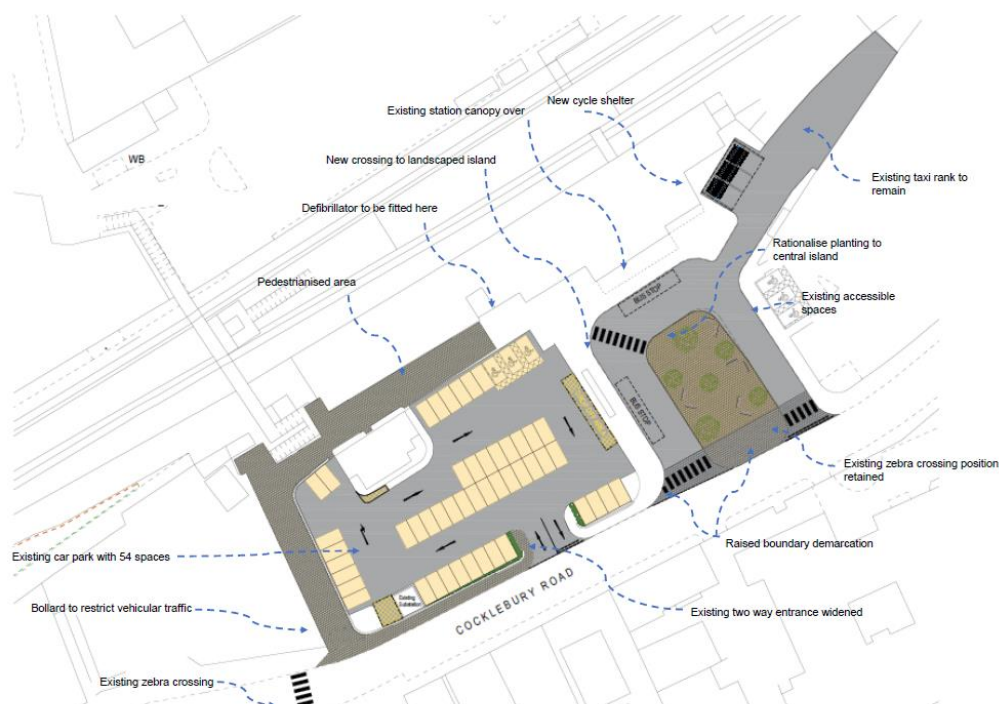 New cycle shelter
Existing station canopy over
WB
New crossing to landscaped island
Existing taxi rank to
remain
Defibrillator to be fitted here
Rationalise planting to
central island
Pedestrianised area
BUS STOP
Existing accessible
spaces
BUS STOP
Existing zebra crossing position
retained
Raised boundary demarcation
Existing car park with 54 spaces
Existing
Substation
Bollard to restrict vehicular traffic
COCKLEBURY ROAD
Existing two way entrance widened
Existing zebra crossing